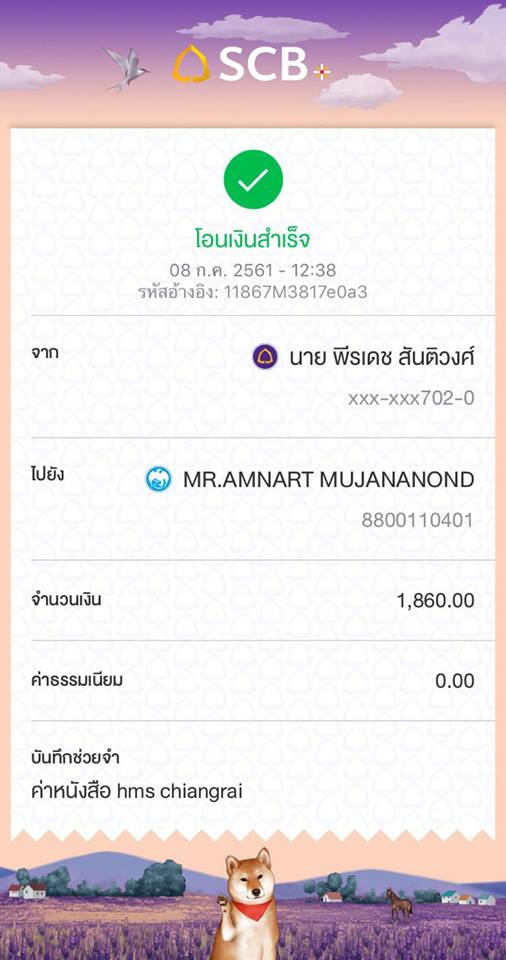 SCB
โอนเงินสำเร็จ
08 ก.ค. 2561 - 12:38
รหัสอ้างอิง: 11867M3817e0a3
จาก
นาย พีรเดช สันติวงศ์
xxx-xxx702-0
ไปยัง
MR.AMNART MUJANANOND
8800110401
จำนวนเงิน
1,860.00
ค่าธรรมเนียม
0.00
บันทึกช่วยจำ
ค่าหนังสือ hms chiangrai